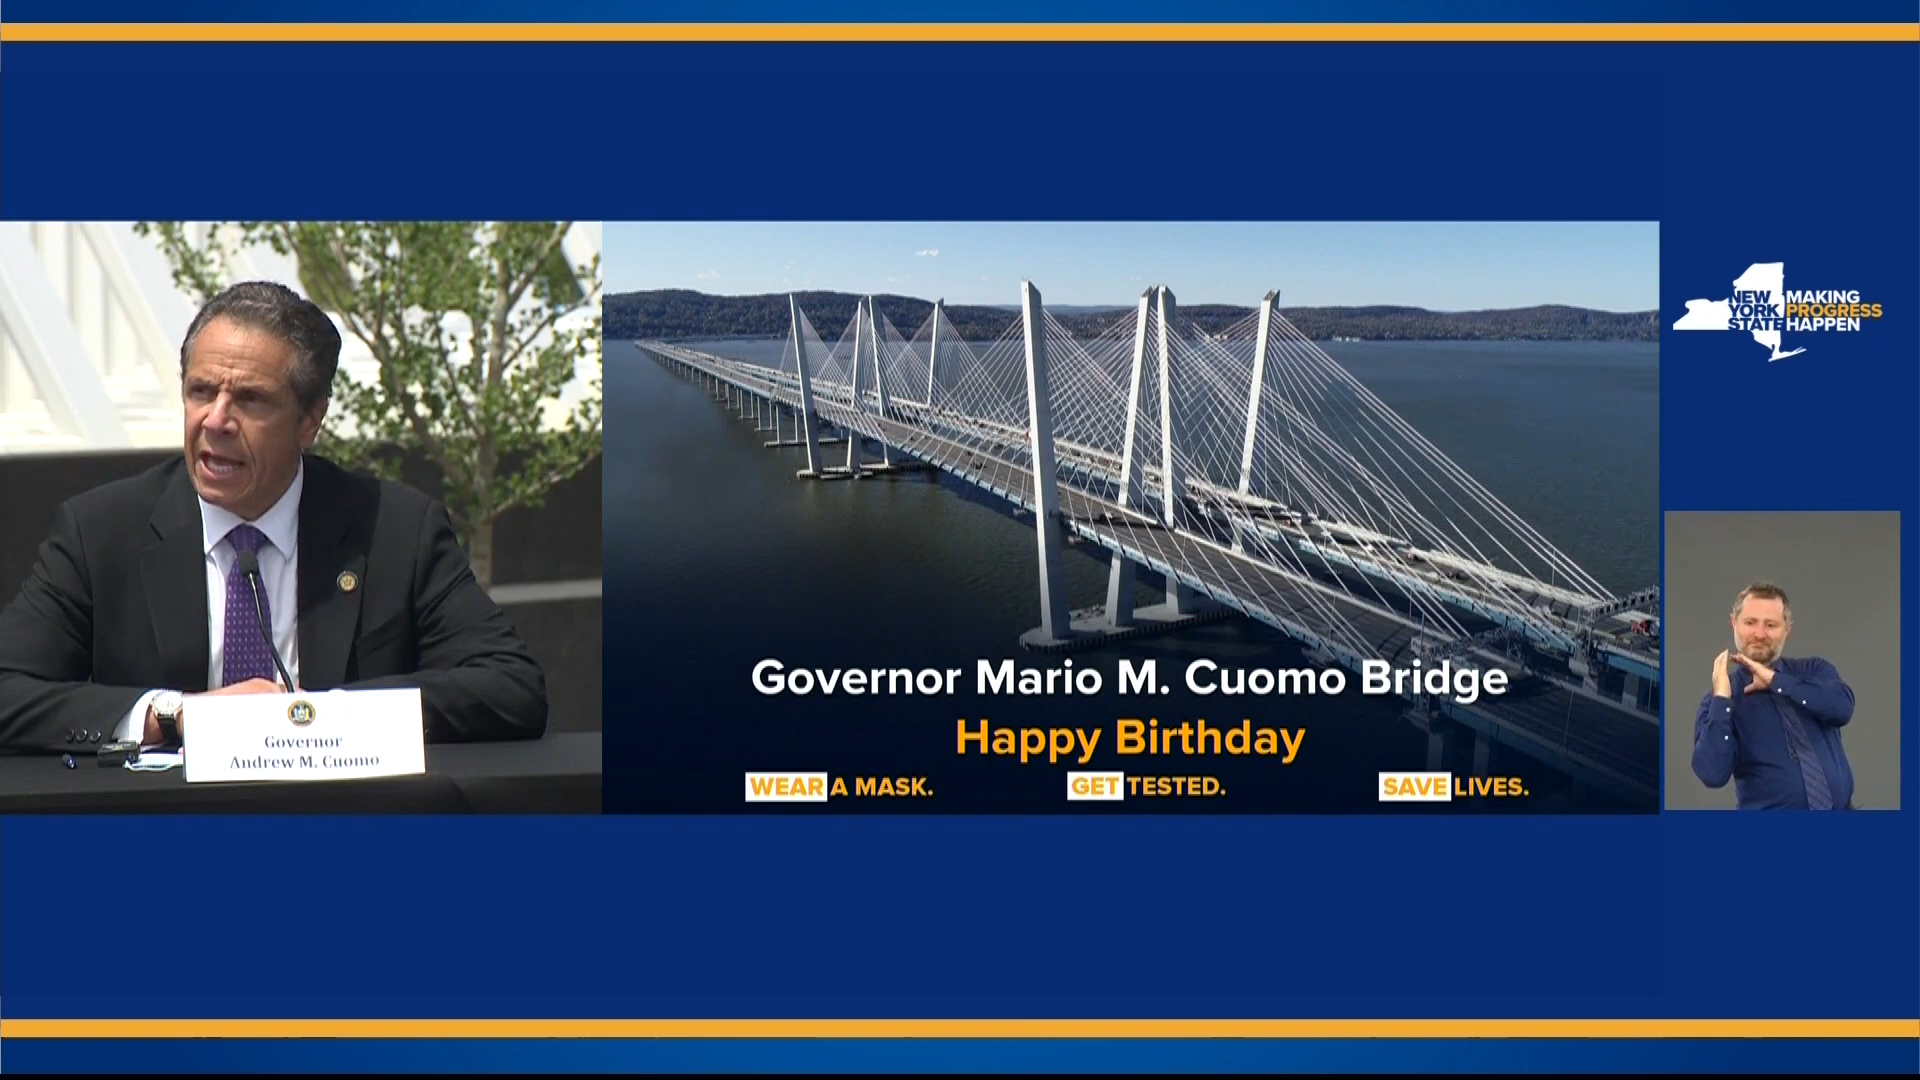 Governor
Andrew M. Cuomo
Governor Mario M. Cuomo Bridge
Happy Birthday
WEAR A MASK.
GET TESTED.
SAVE LIVES.
NEW
YORK
STATE
MAKING
PROGRESS
HAPPEN